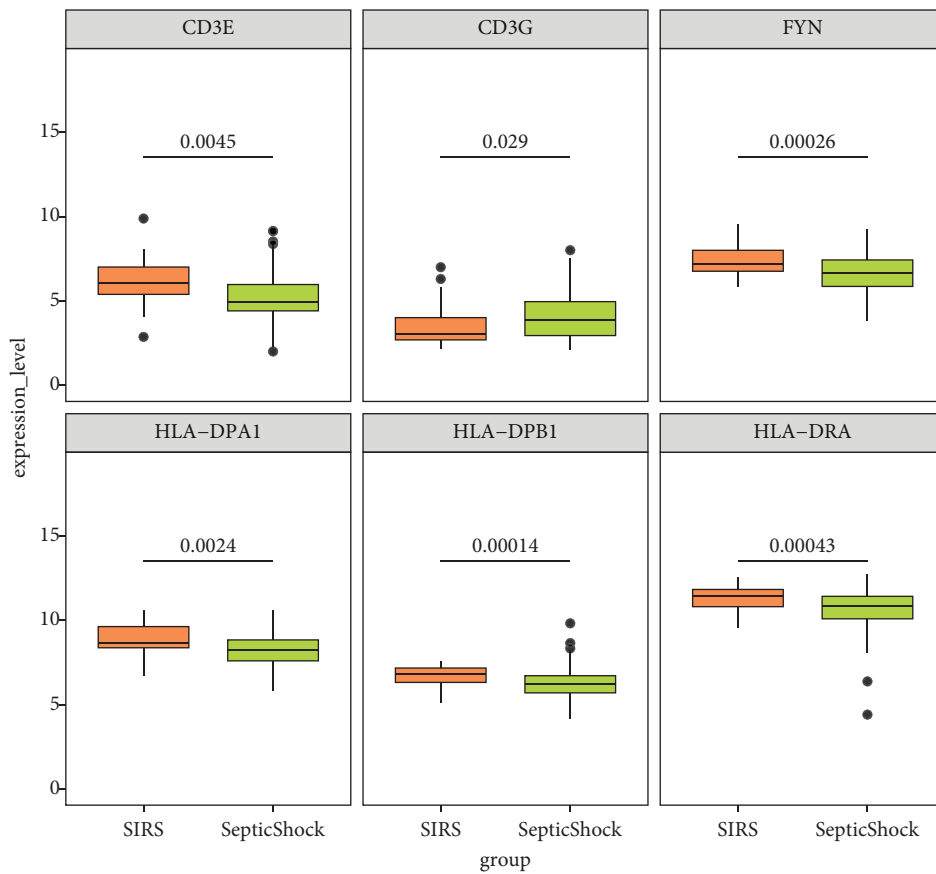 CD3E CD3G FYN
15
0.0045 0.029 0.00026
10
5
0
expression_level
HLA−DPA1 HLA−DPB1 HLA−DRA
15
0.0024 0.00014 0.00043
10
5
0
SIRS SepticShock SIRS SepticShock SIRS SepticShock
group